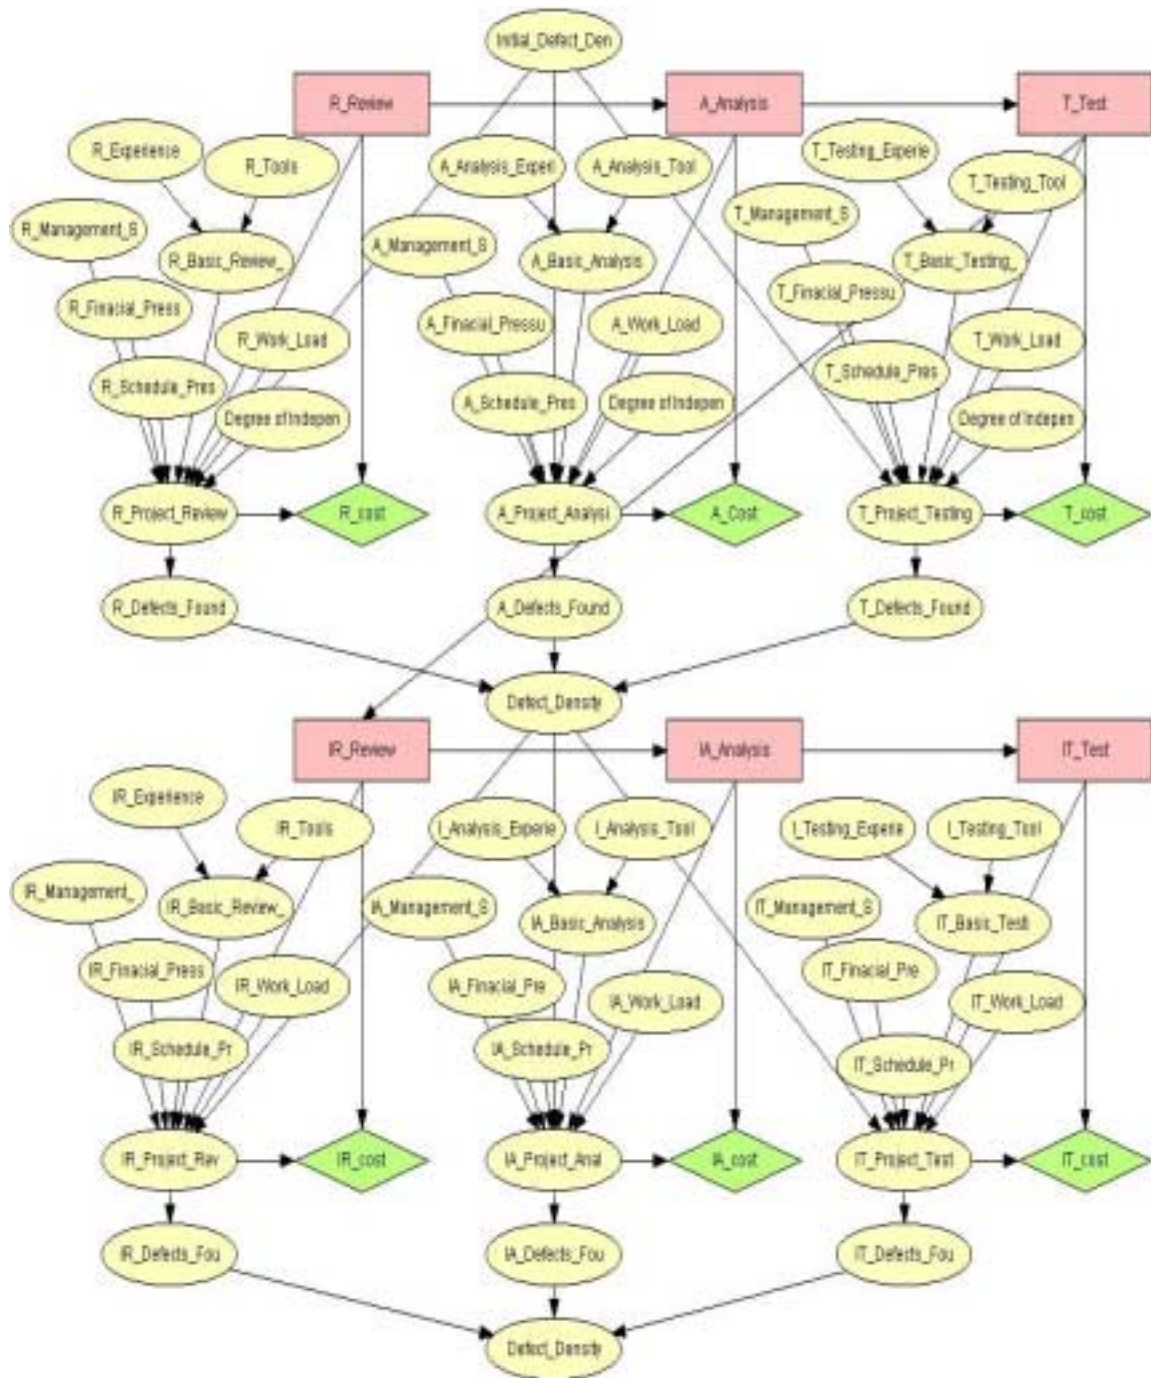 Initial_Defect_Den
R_Review
A_Analysis
T_Test
R_Experience
R_Tools
A_Analysis_Experi
A_Analysis_Tool
T_Testing_Experie
T_Testing_Tool
R_Management_S
R_Basic_Review_
A_Management_S
A_Basic_Analysis
T_Management_S
T_Basic_Testing_
R_Finacial_Press
R_Work_Load
A_Finacial_Pressu
A_Work_Load
T_Finacial_Pressu
T_Work_Load
R_Schedule_Pres
Degree of Indepen
A_Schedule_Pres
Degree of Indepen
T_Schedule_Pres
Degree of Indepen
R_Project_Review
R_cost
A_Project_Analysi
A_Cost
T_Project_Testing
T_cost
R_Defects_Found
A_Defects_Found
T_Defects_Found
Defect_Density
IR_Review
IA_Analysis
IT_Test
IR_Experience
IR_Tools
I_Analysis_Experie
I_Analysis_Tool
I_Testing_Experie
I_Testing_Tool
IR_Management_
IR_Basic_Review_
IA_Management_S
IA_Basic_Analysis
IT_Management_S
IT_Basic_Testi
IR_Finacial_Press
IR_Work_Load
IA_Finacial_Pre
IA_Work_Load
IT_Finacial_Pre
IT_Work_Load
IR_Schedule_Pr
IA_Schedule_Pr
IT_Schedule_Pr
IR_Project_Rev
IR_cost
IA_Project_Anal
IA_cost
IT_Project_Test
IT_cost
IR_Defects_Fou
IA_Defects_Fou
IT_Defects_Fou
Defect_Density